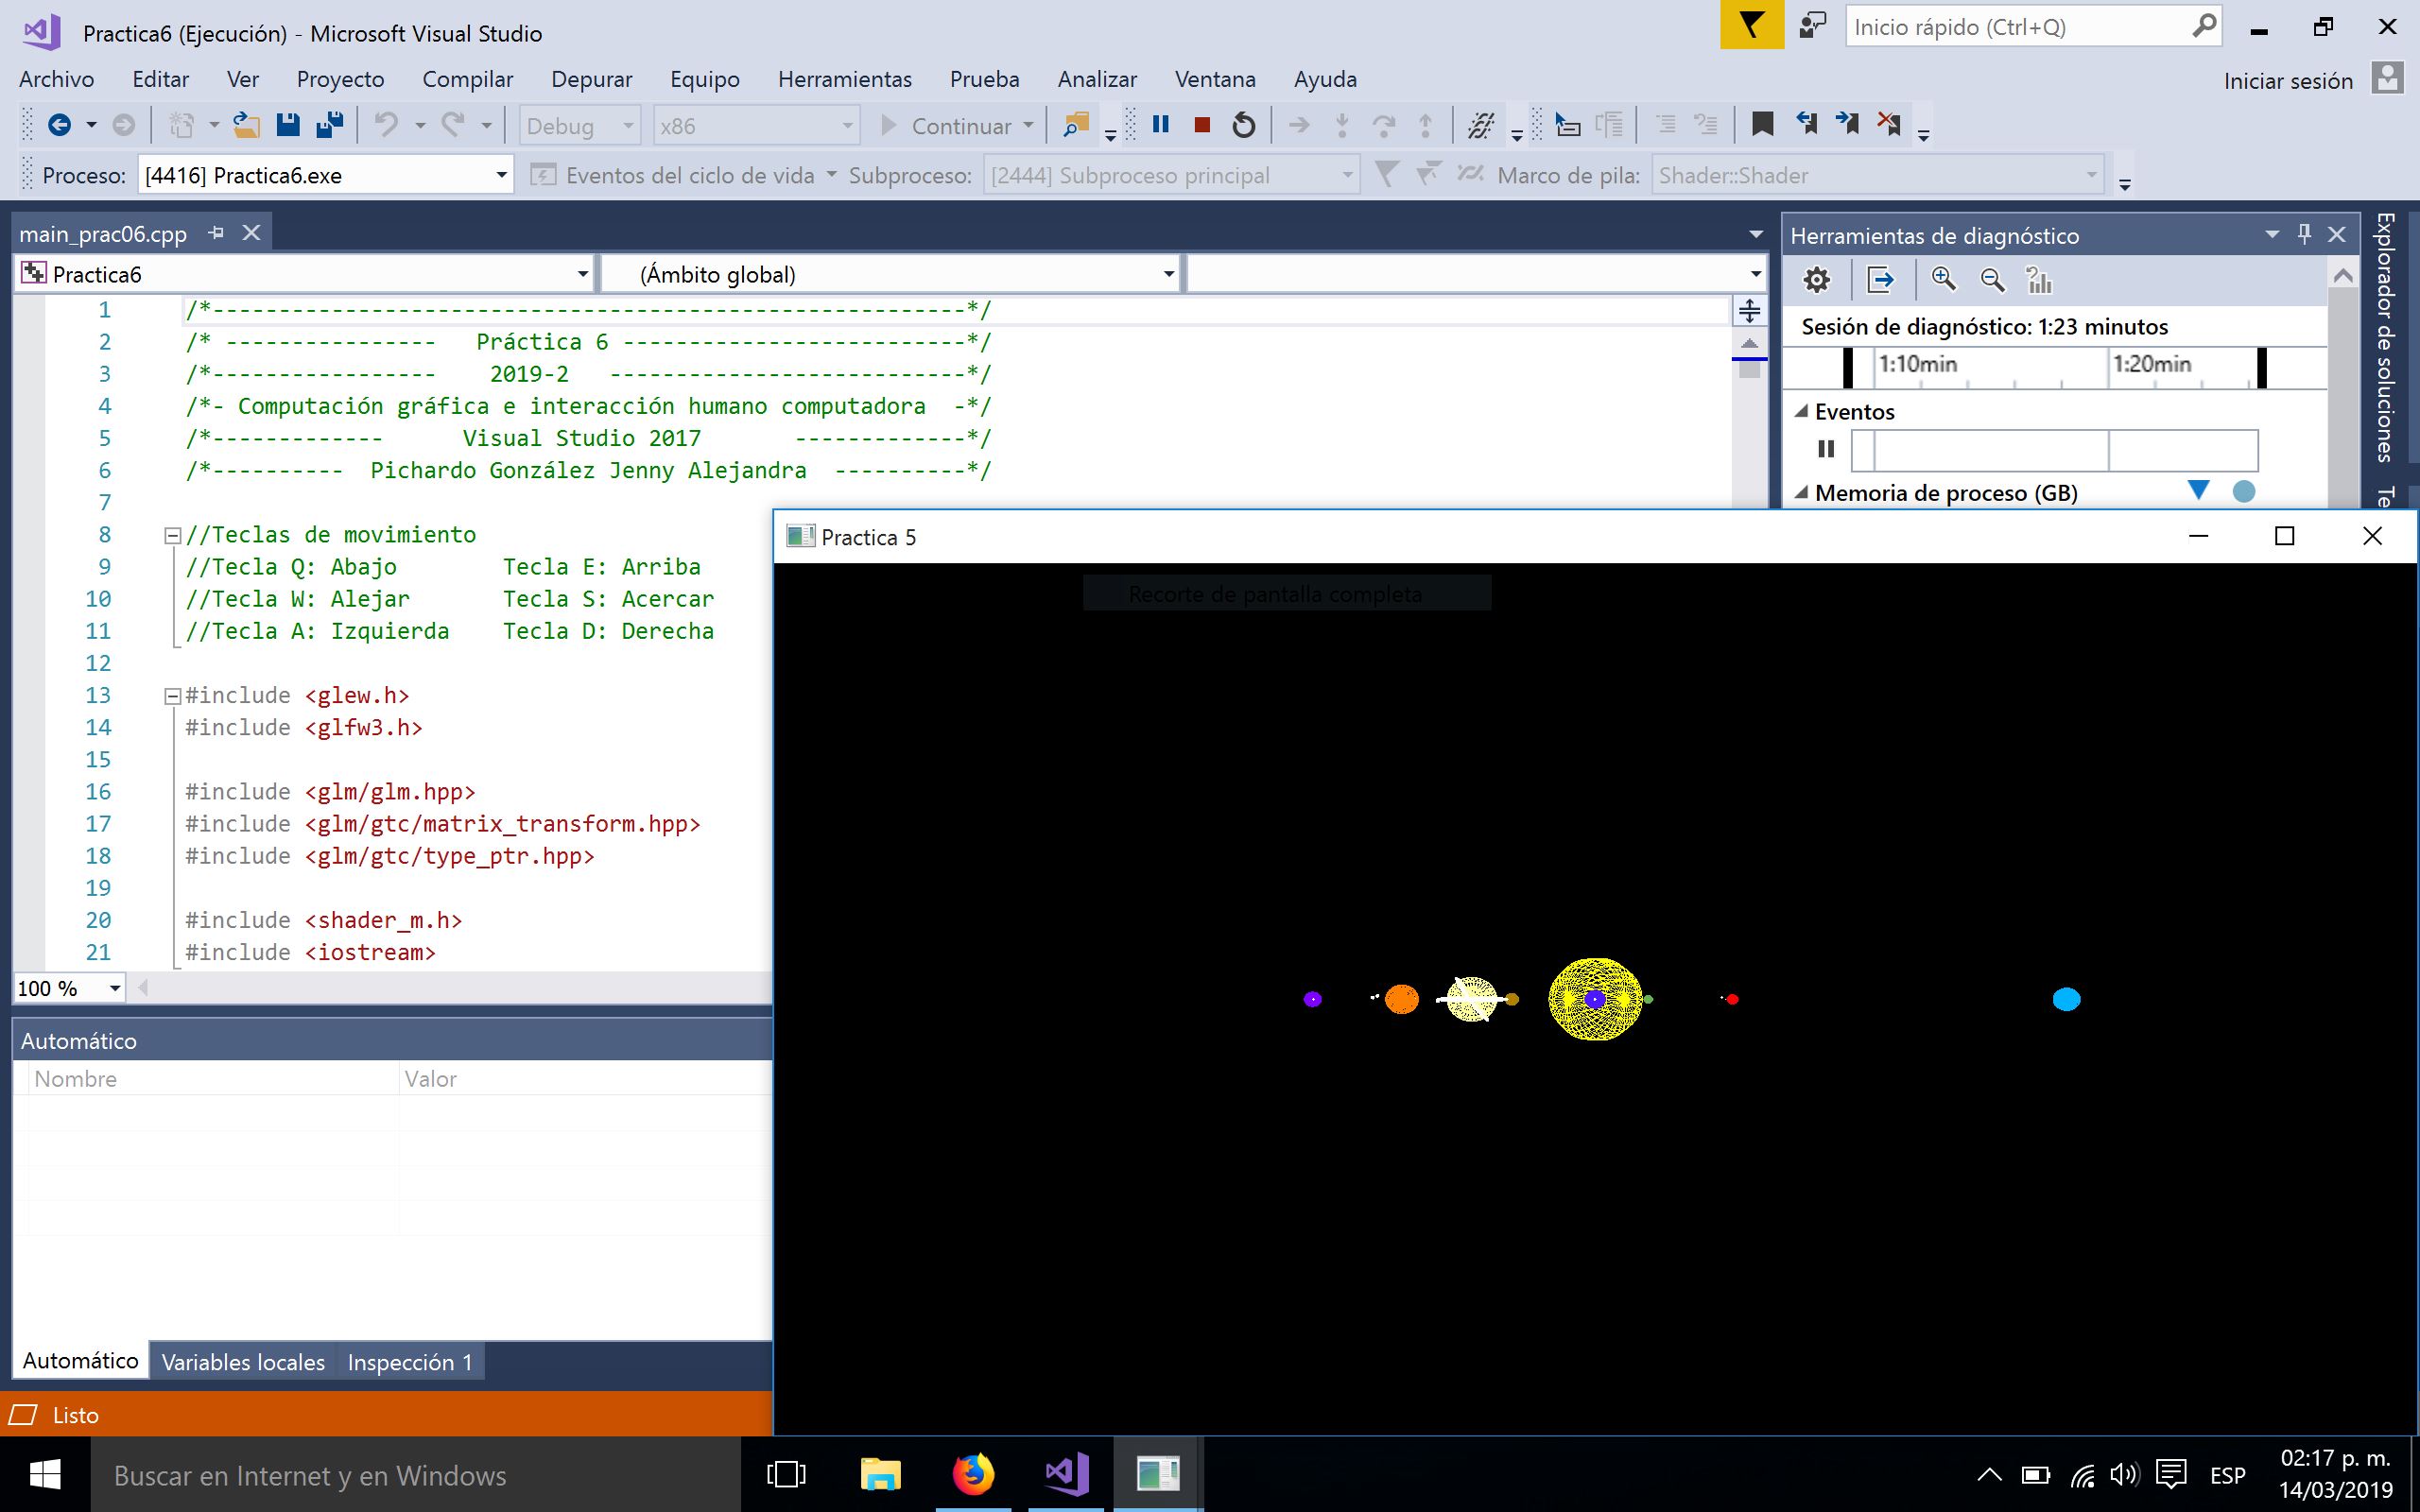 Practica6 (Ejecución) - Microsoft Visual Studio
Inicio rápido (Ctrl+Q)
Archivo Editar Ver Proyecto Compilar Depurar Equipo Herramientas Prueba Analizar Ventana Ayuda
Iniciar sesión
Debug x86 Continuar
Proceso: [4416] Practica6.exe Eventos del ciclo de vida Subproceso: [2444] Subproceso principal Marco de pila: Shader::Shader
main_prac06.cpp
Practica6 (Ámbito global)
1 /*---------------------------------------------------------*/
2 /* ---------------- Práctica 6 --------------------------*/
3 /*----------------- 2019-2 ---------------------------*/
4 /*- Computación gráfica e interacción humano computadora -*/
5 /*------------- Visual Studio 2017 -------------*/
6 /*---------- Pichardo González Jenny Alejandra ----------*/
7
8 //Teclas de movimiento
9 //Tecla Q: Abajo Tecla E: Arriba
10 //Tecla W: Alejar Tecla S: Acercar
11 //Tecla A: Izquierda Tecla D: Derecha
12
13 #include <glew.h>
14 #include <glfw3.h>
15
16 #include <glm/glm.hpp>
17 #include <glm/gtc/matrix_transform.hpp>
18 #include <glm/gtc/type_ptr.hpp>
19
20 #include <shader_m.h>
21 #include <iostream>
100 %
Herramientas de diagnóstico
Sesión de diagnóstico: 1:23 minutos
1:10min 1:20min
Eventos
Memoria de proceso (GB)
Explorador de soluciones
Te
Practica 5
Recorte de pantalla completa
Automático
Nombre Valor
Automático Variables locales Inspección 1
Listo
Buscar en Internet y en Windows
ESP
02:17 p. m.
14/03/2019